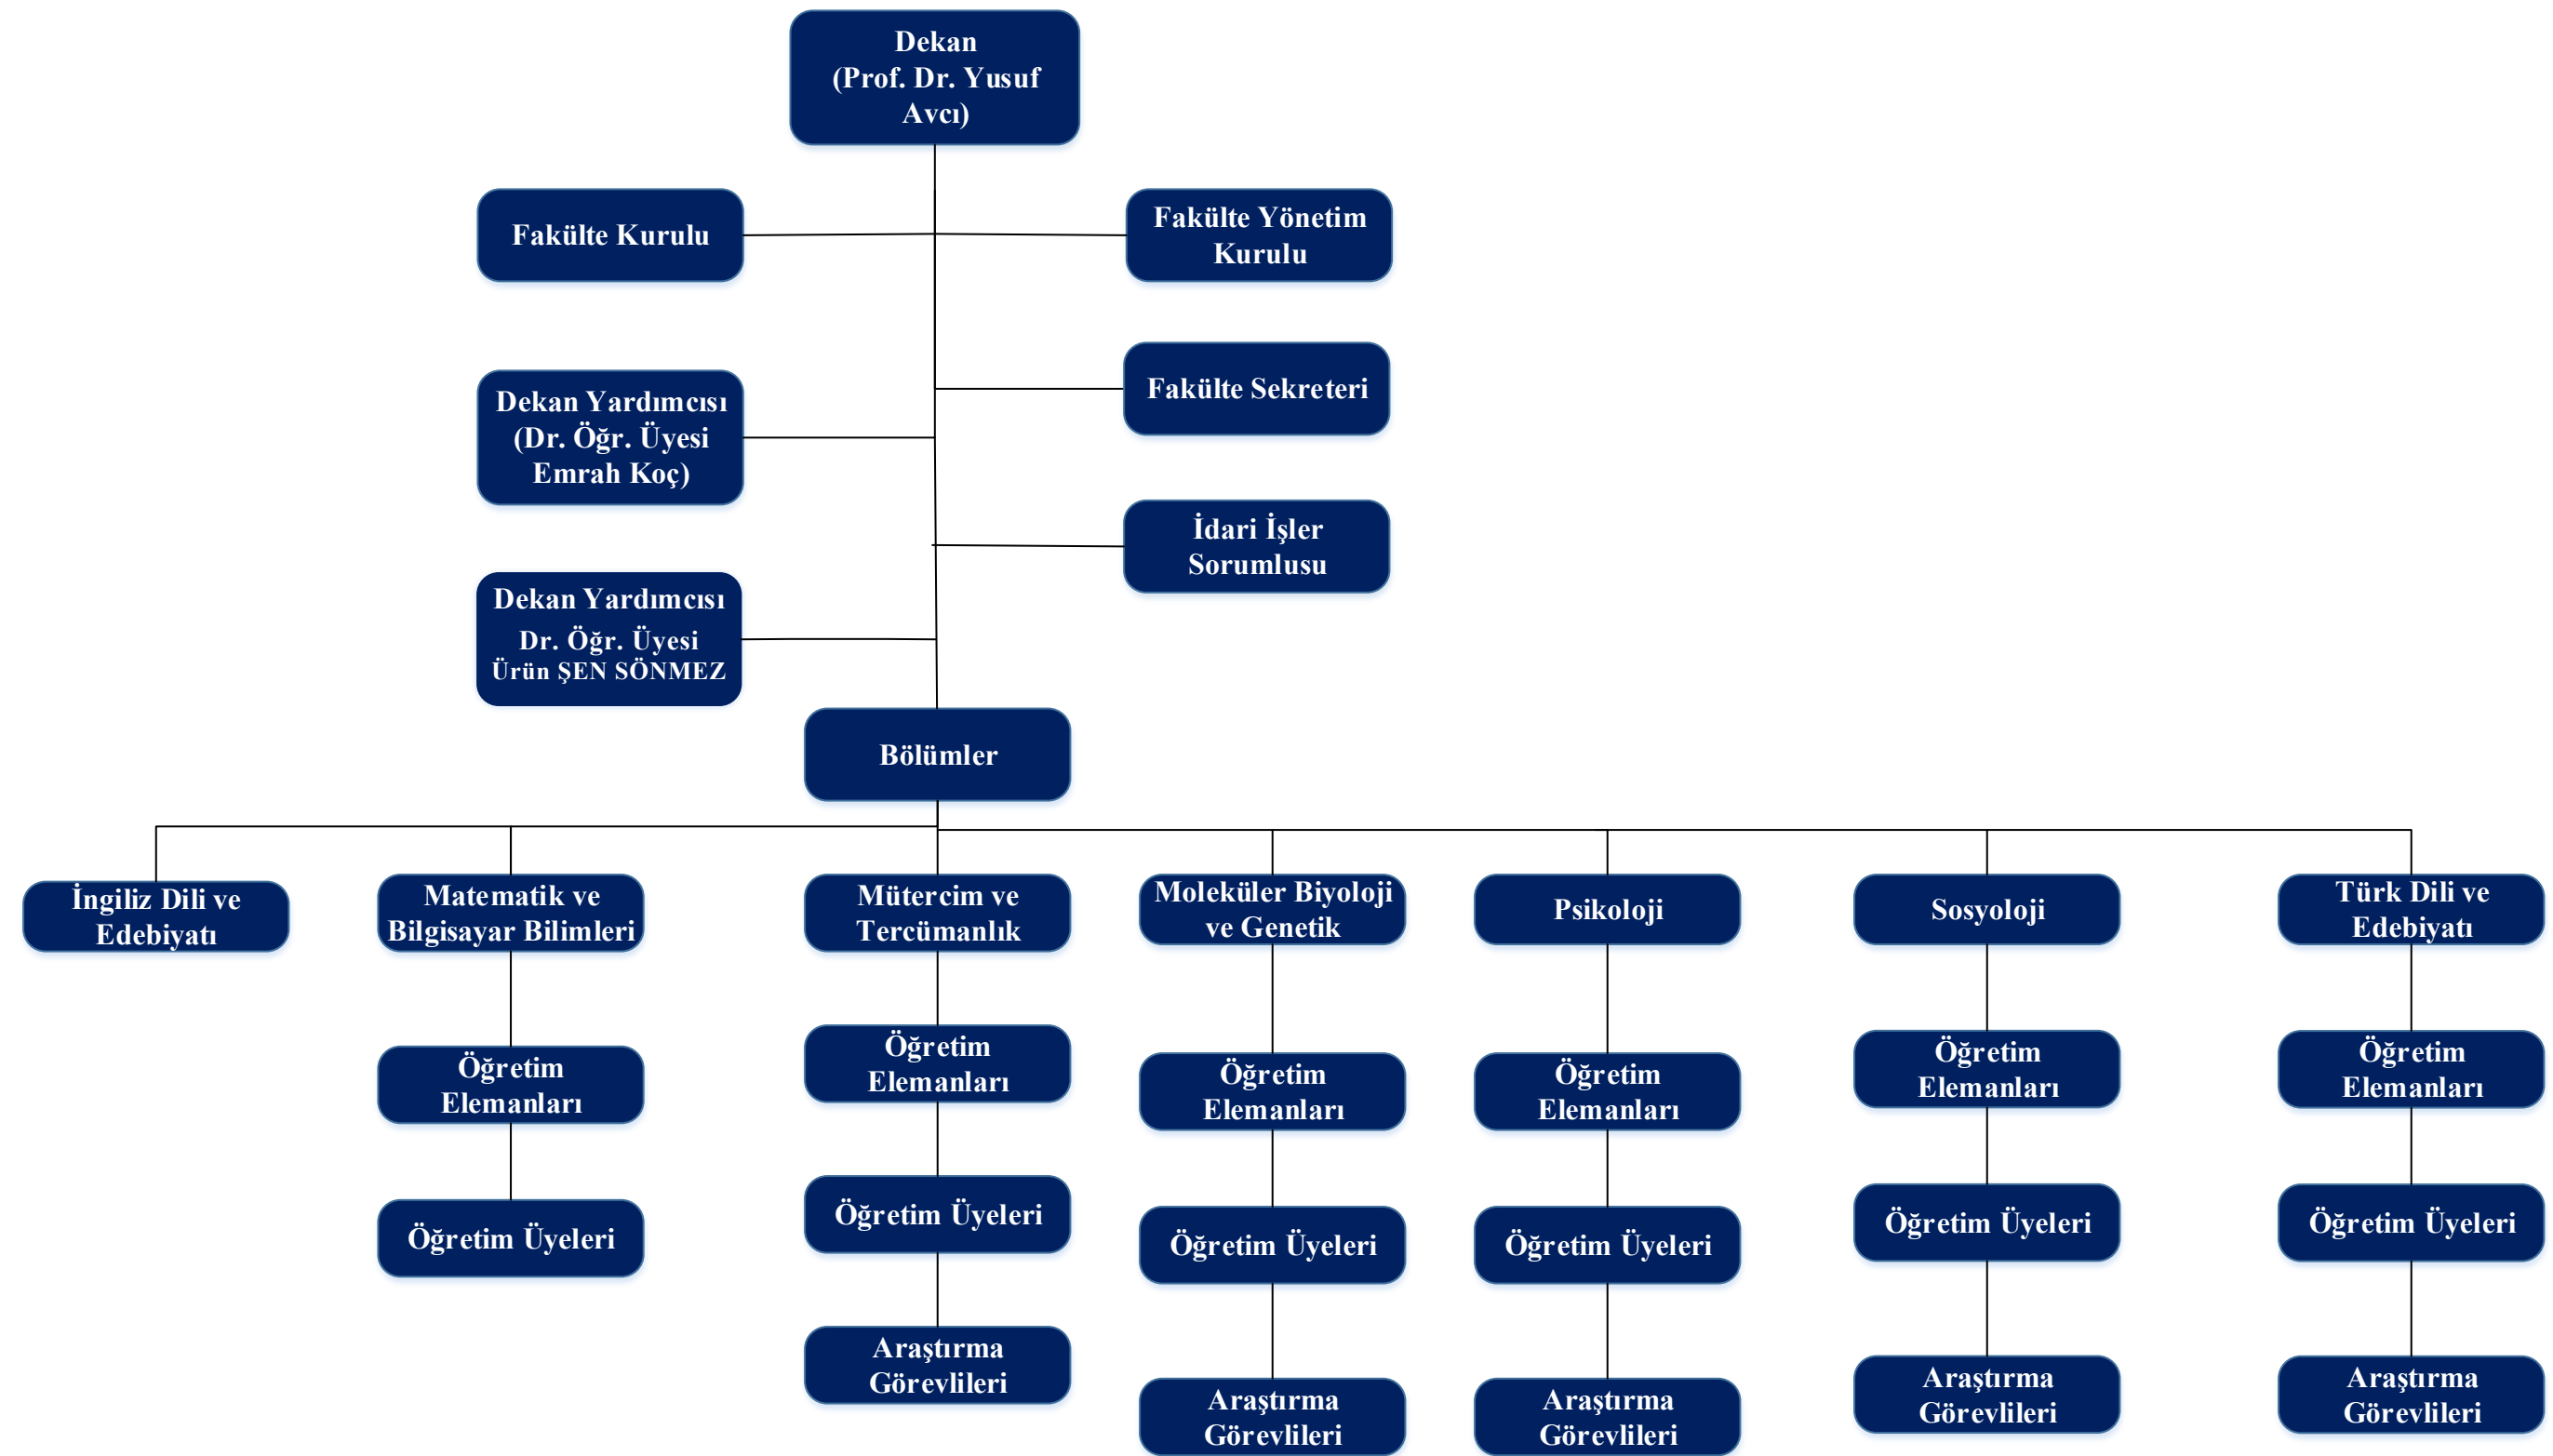 Dekan
(Prof. Dr. Yusuf
Avcı)
Fakülte Kurulu
Fakülte Yönetim
Kurulu
Fakülte Sekreteri
Dekan Yardımcısı
(Dr. Öğr. Üyesi
Emrah Koç)
İdari İşler
Sorumlusu
Dekan Yardımcısı
Dr. Öğr. Üyesi
Ürün ŞEN SÖNMEZ
Bölümler
İngiliz Dili ve
Edebiyatı
Matematik ve
Bilgisayar Bilimleri
Mütercim ve
Tercümanlık
Moleküler Biyoloji
ve Genetik
Psikoloji
Sosyoloji
Türk Dili ve
Edebiyatı
Öğretim
Elemanları
Öğretim
Elemanları
Öğretim
Elemanları
Öğretim
Elemanları
Öğretim
Elemanları
Öğretim
Elemanları
Öğretim Üyeleri
Öğretim Üyeleri
Öğretim Üyeleri
Öğretim Üyeleri
Öğretim Üyeleri
Öğretim Üyeleri
Araştırma
Görevlileri
Araştırma
Görevlileri
Araştırma
Görevlileri
Araştırma
Görevlileri
Araştırma
Görevlileri